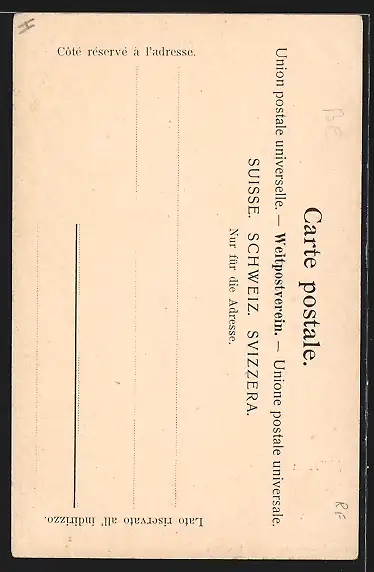 Carte postale.
Union postale universelle. — Weltpostverein. — Unione postale universale.
SUISSE. SCHWEIZ. SVIZZERA.
Nur für die Adresse.
Côté réservé à l'adresse.
Lato riservato all' indirizzo.
RF